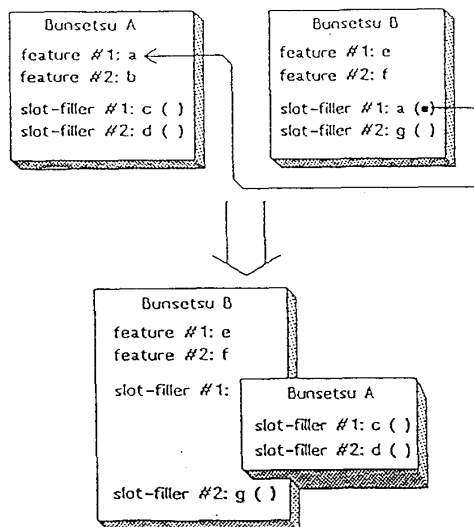 Bunsetsu A
feature #1: a
feature #2: b
slot-filler #1: c ( )
slot-filler #2: d ( )
Bunsetsu B
feature #1: e
feature #2: f
slot-filler #1: a (■)
slot-filler #2: g ( )
Bunsetsu B
feature #1: e
feature #2: f
slot-filler #1:
Bunsetsu A
slot-filler #1: c ( )
slot-filler #2: d ( )
slot-filler #2: g ( )